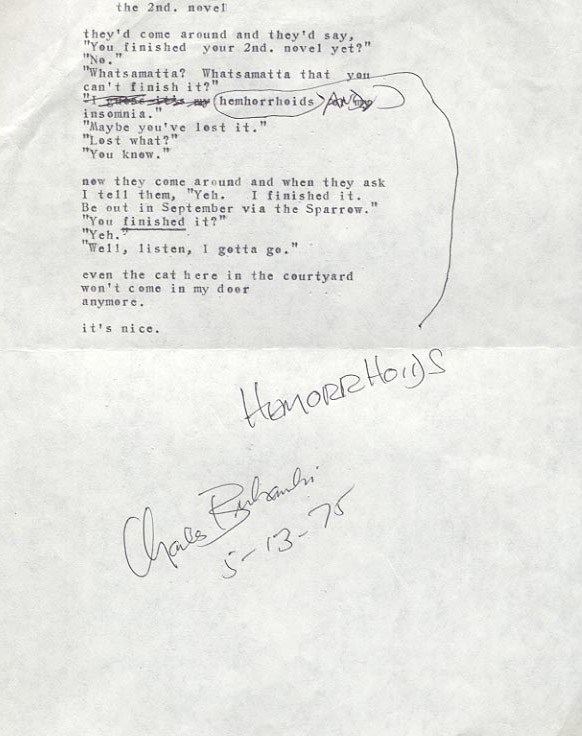 the 2nd. novel
they'd come around and they'd say,
"You finished your 2nd. novel yet?"
"No."
"Whatsamatta? Whatsamatta that you
can't finish it?"
"I guess it's my hemhorrhoids AND
insomnia."
"Maybe you've lost it."
"Lost what?"
"You know."
now they come around and when they ask
I tell them, "Yeh. I finished it.
Be out in September via the Sparrow."
"You finished it?"
"Yeh."
"Well, listen, I gotta go."
even the cat here in the courtyard
won't come in my door
anymore.
it's nice.
HEMORRHOIDS
Charles Bukowski
5-13-75